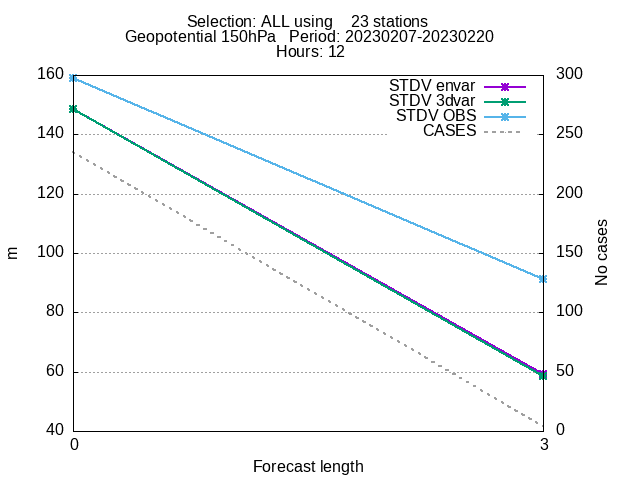 Selection: ALL using    23 stations
Geopotential 150hPa   Period: 20230207-20230220
Hours: 12
STDV envar
STDV 3dvar
STDV OBS
CASES
160
140
120
100
80
60
40
m
300
250
200
150
100
50
0
No cases
0
3
Forecast length